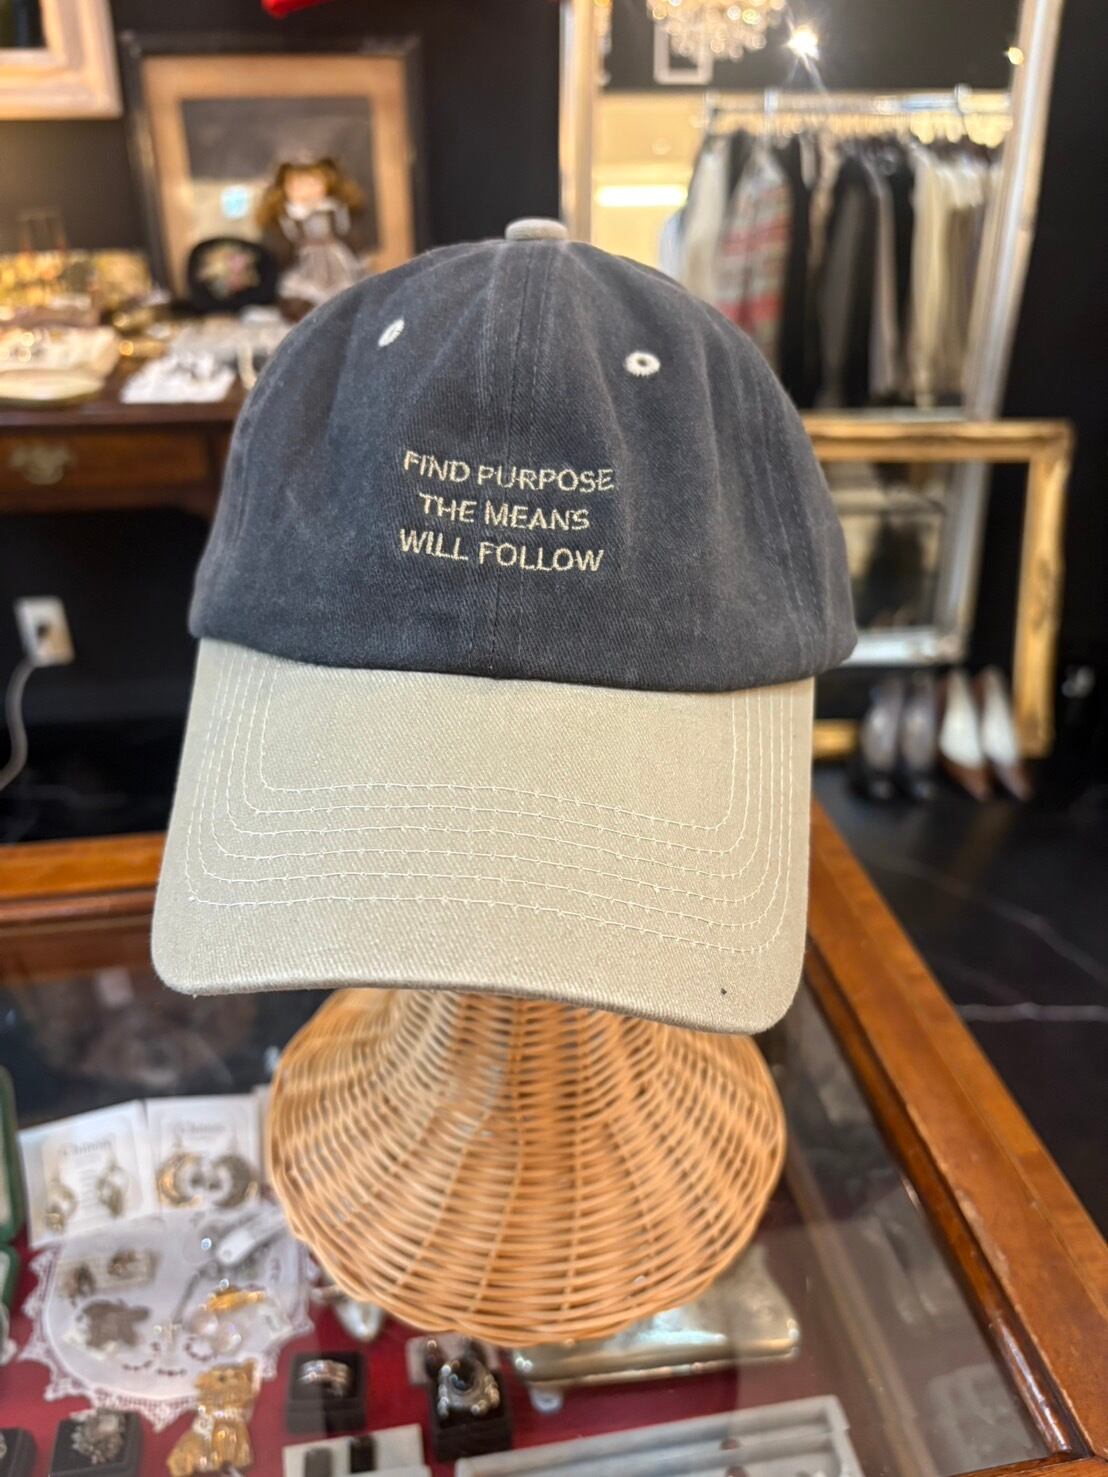 FIND PURPOSE
THE MEANS
WILL FOLLOW